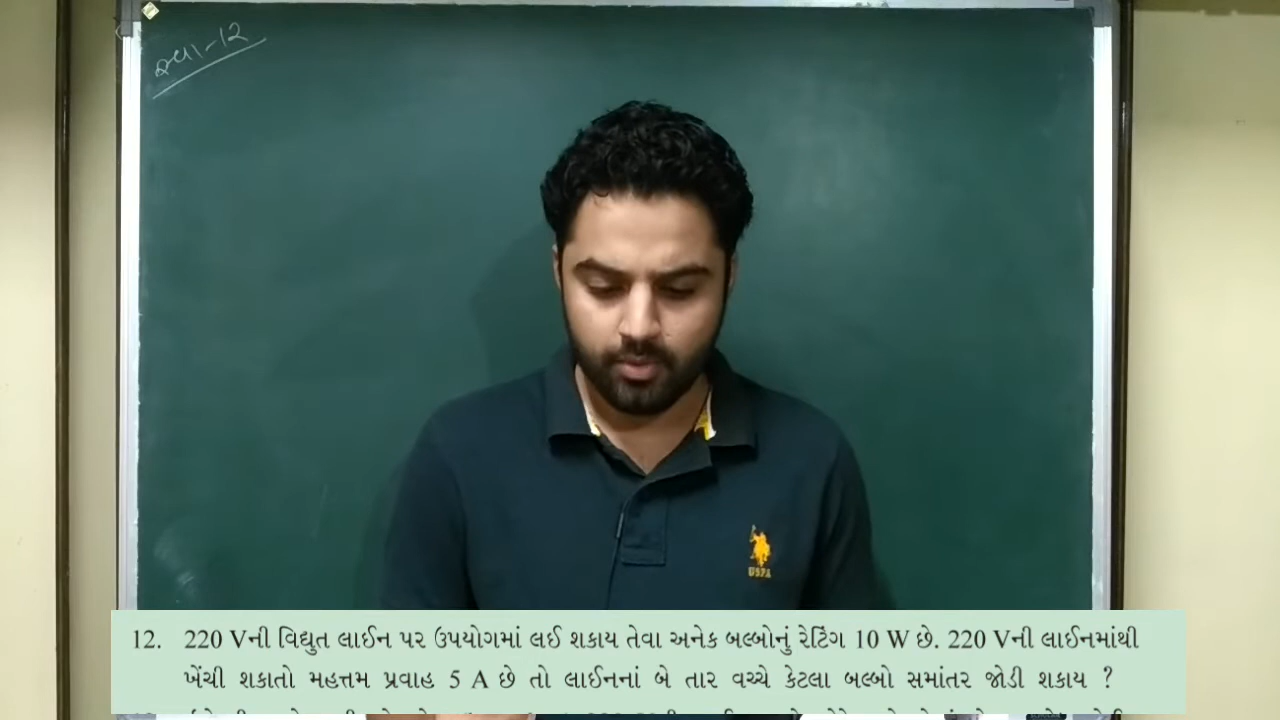 સ્વા-12
USPA
12. 220 Vની વિદ્યુત લાઈન પર ઉપયોગમાં લઈ શકાય તેવા અનેક બલ્બોનું રેટિંગ 10 W છે. 220 Vની લાઈનમાંથી
ખેંચી શકાતો મહત્તમ પ્રવાહ 5 A છે તો લાઈનનાં બે તાર વચ્ચે કેટલા બલ્બો સમાંતર જોડી શકાય ?